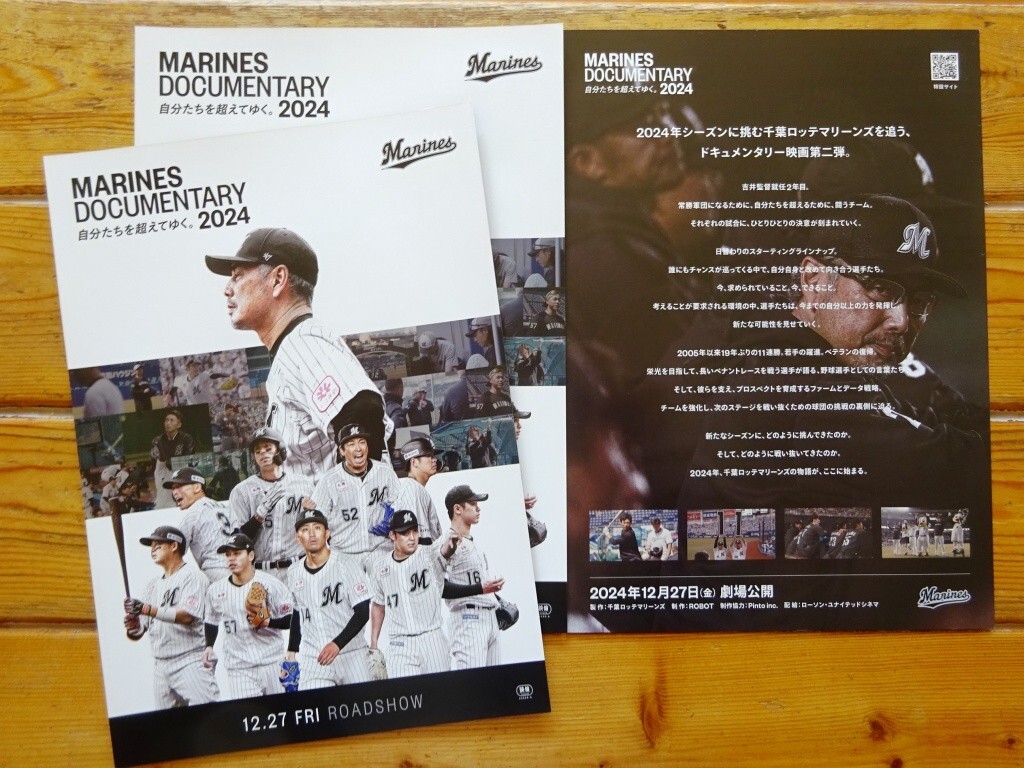 MARINES
DOCUMENTARY
自分たちを超えてゆく。2024
Marines
MARINES
DOCUMENTARY
自分たちを超えてゆく。2024
Marines
M
52
M
5
M
M
57
4
47
16
12.27 FRI ROADSHOW
MARINES
DOCUMENTARY
自分たちを超えてゆく。2024
特設サイト
2024年シーズンに挑む千葉ロッテマリーンズを追う、
ドキュメンタリー映画第二弾。
吉井監督就任2年目。
常勝軍団になるために、自分たちを超えるために、闘うチーム。
それぞれの試合に、ひとりひとりの決意が刻まれていく。
日替わりのスターティングラインナップ。
誰にもチャンスが巡ってくる中で、自分自身と改めて向き合う選手たち。
今、求められていること。今、できること。
考えることが要求される環境の中、選手たちは、今までの自分以上の力を発揮し
新たな可能性を見せていく。
2005年以来19年ぶりの11連勝。若手の躍進。ベテランの復帰。
栄光を目指して、長いペナントレースを戦う選手が語る、野球選手としての言葉たち
そして、彼らを支え、プロスペクトを育成するファームとデータ戦略。
チームを強化し、次のステージを戦い抜くための球団の挑戦の裏側に迫る。
新たなシーズンに、どのように挑んできたのか。
そして、どのように戦い抜いてきたのか。
2024年、千葉ロッテマリーンズの物語が、ここに始まる。
M
2024年12月27日(金) 劇場公開
製作：千葉ロッテマリーンズ 制作：ROBOT 制作協力：Pinto inc. 配給：ローソン・ユナイテッドシネマ
Marines